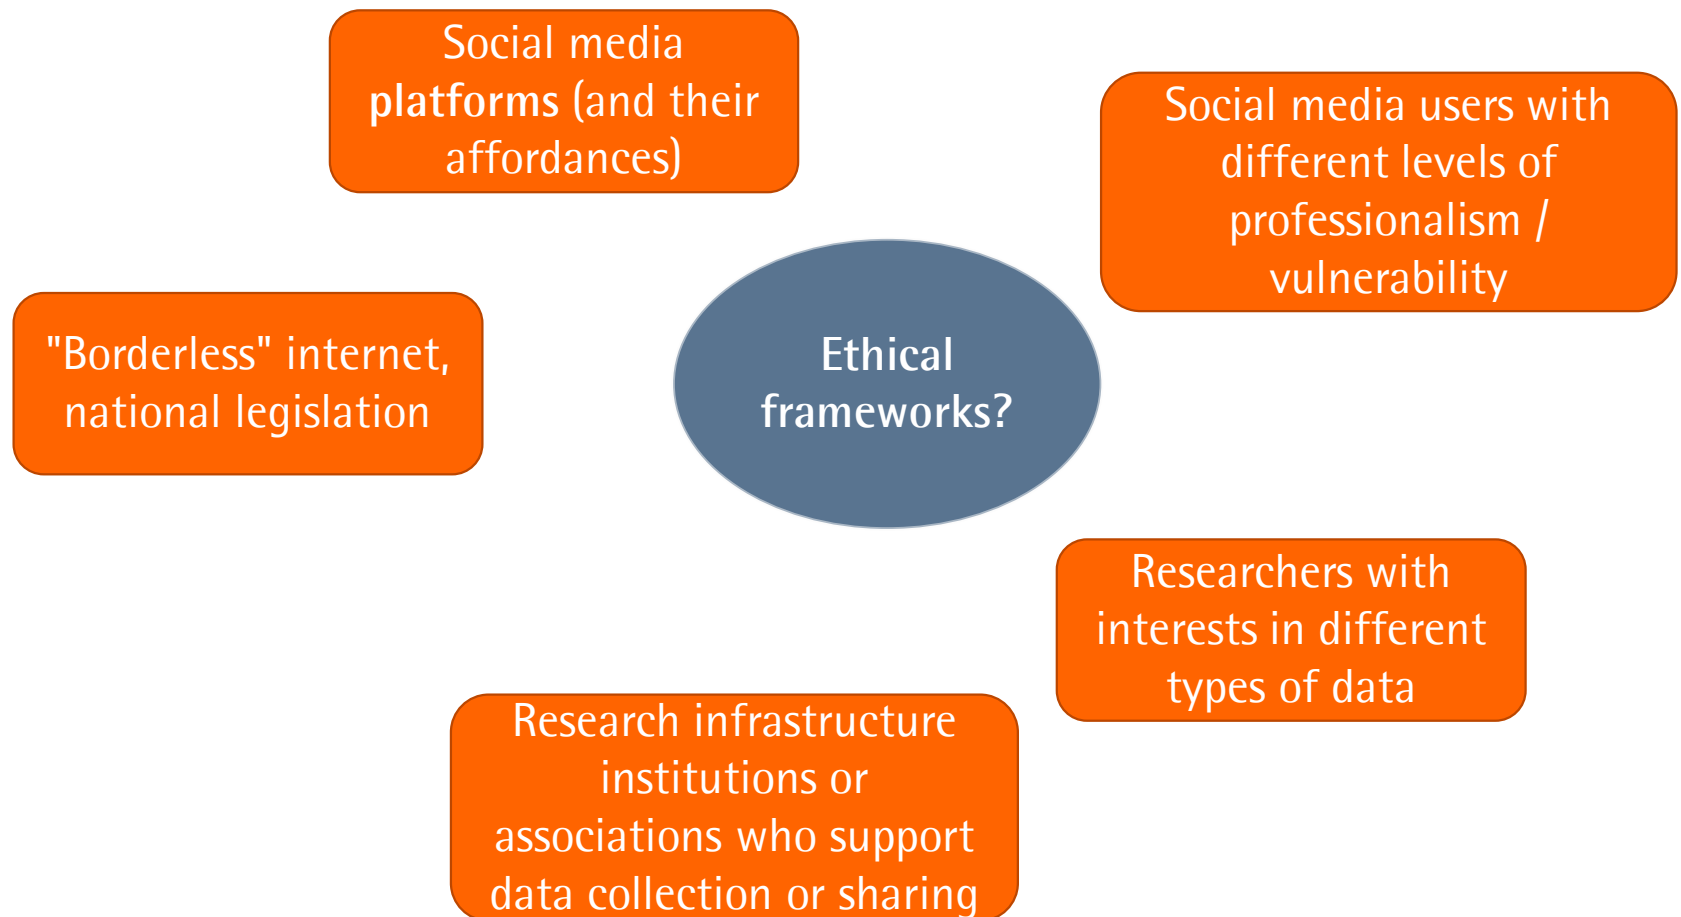 Social media
platforms (and their
affordances)
Social media users with
different levels of
professionalism /
vulnerability
"Borderless" internet,
national legislation
Ethical
frameworks?
Researchers with
interests in different
types of data
Research infrastructure
institutions or
associations who support
data collection or sharing